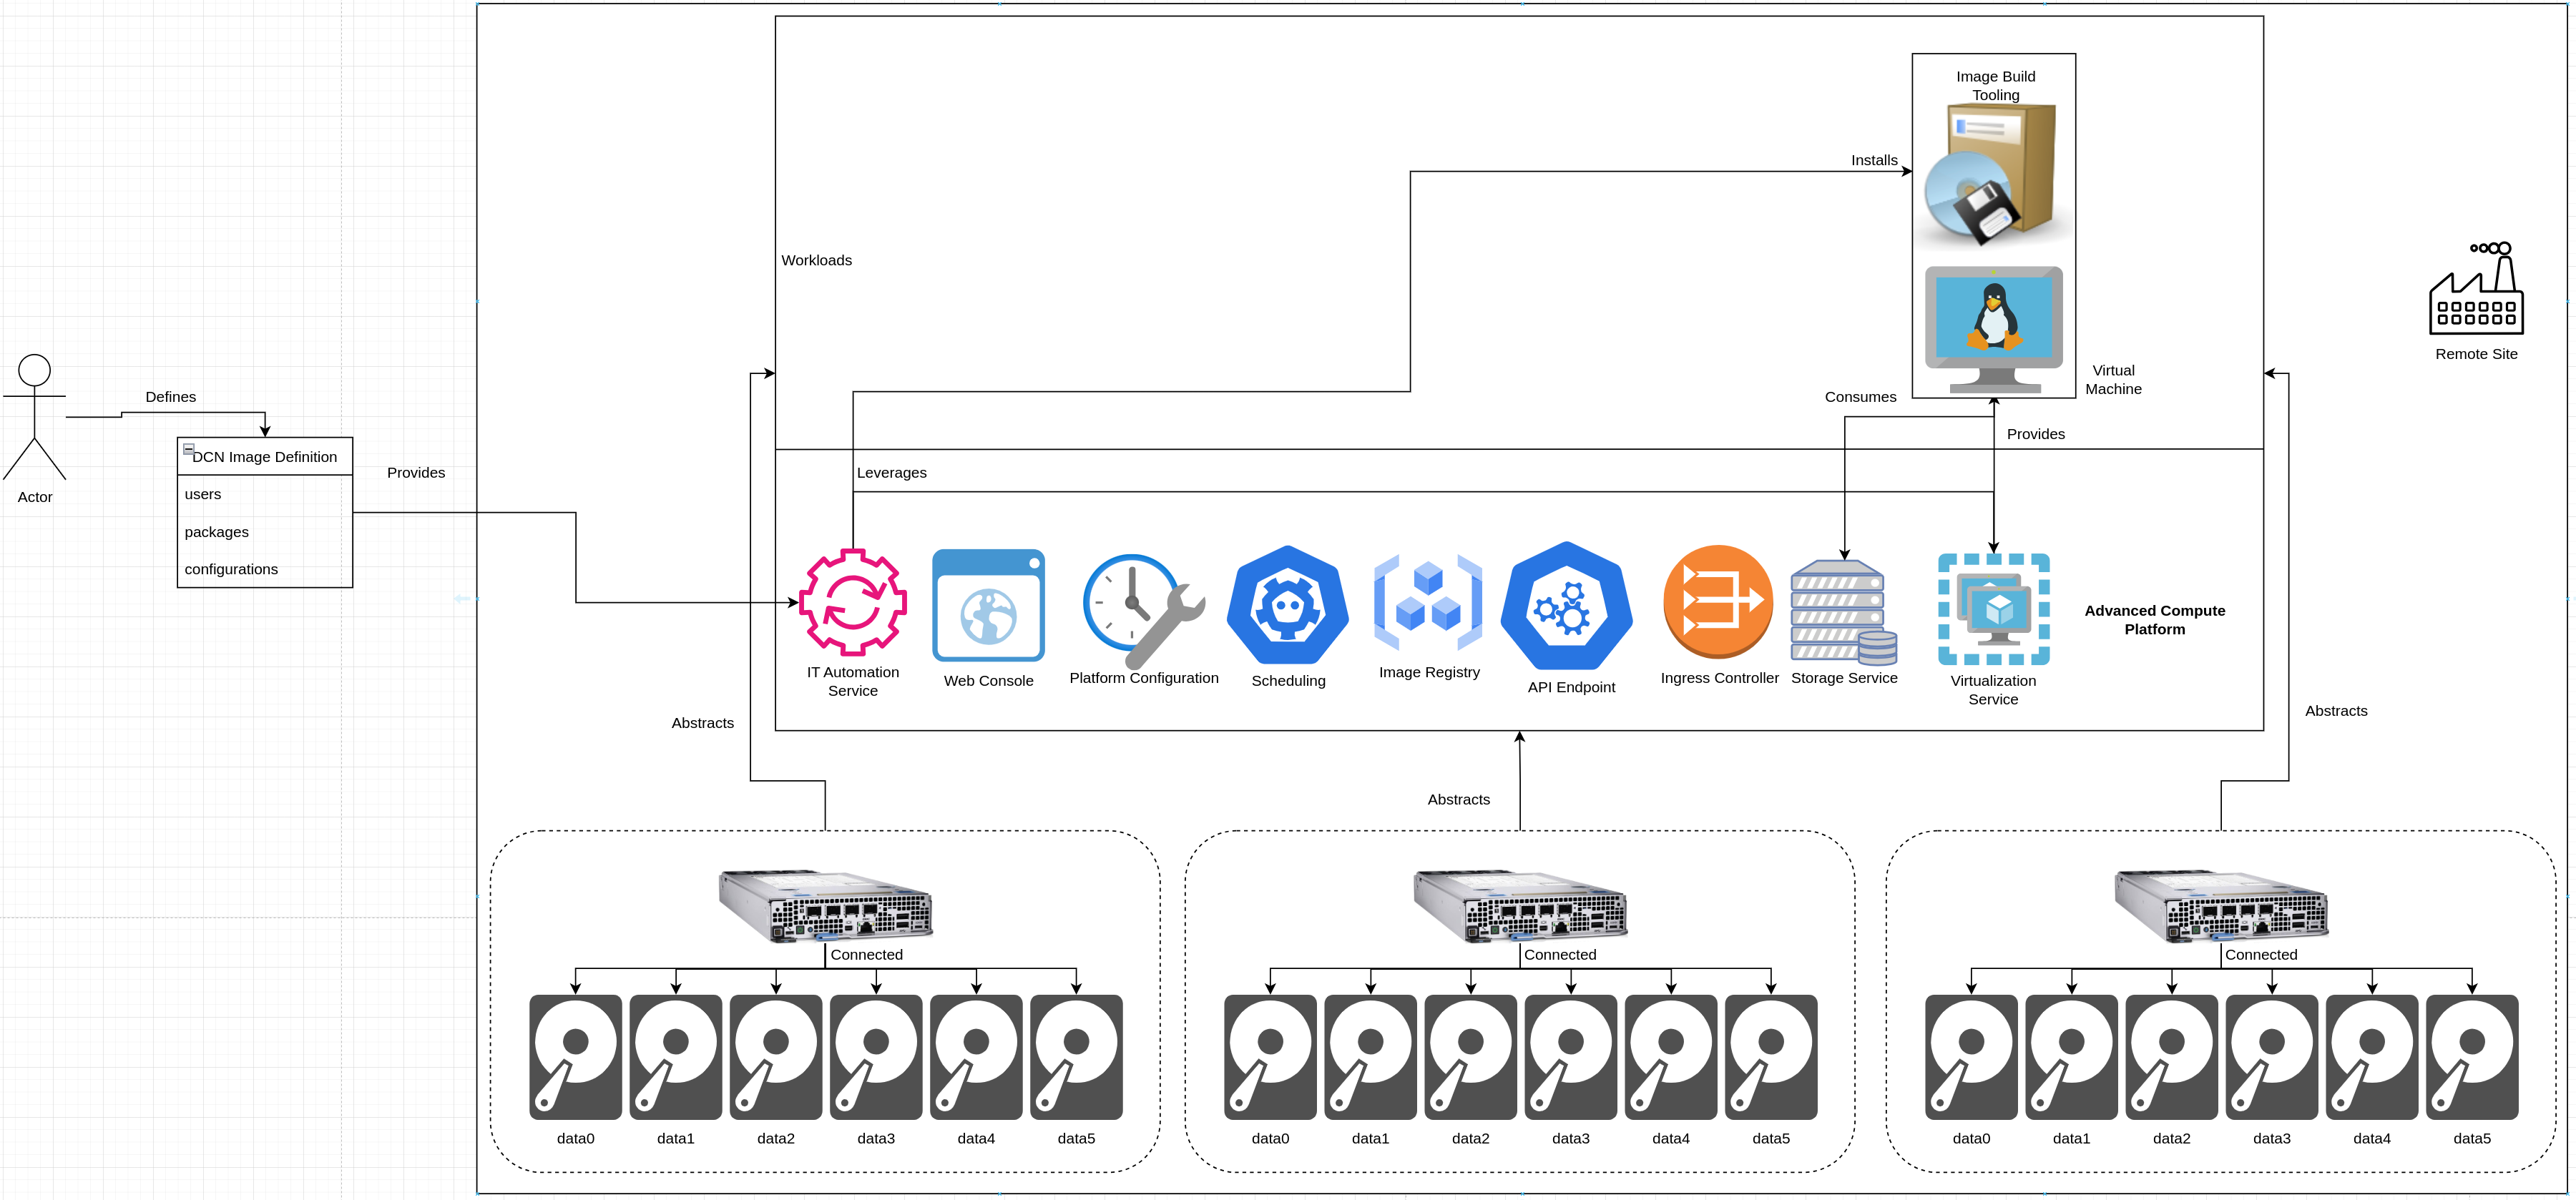 Image Build
Tooling
Installs
Workloads
Remote Site
Virtual
Machine
Defines
Consumes
DCN Image Definition
Provides
Provides
Leverages
users
packages
configurations
Actor
IT Automation
Service
Web Console
Platform Configuration
Scheduling
Image Registry
API Endpoint
Ingress Controller
Storage Service
Virtualization
Service
Advanced Compute
Platform
Abstracts
Abstracts
Abstracts
Connected
Connected
Connected
data0
data1
data2
data3
data4
data5
data0
data1
data2
data3
data4
data5
data0
data1
data2
data3
data4
data5